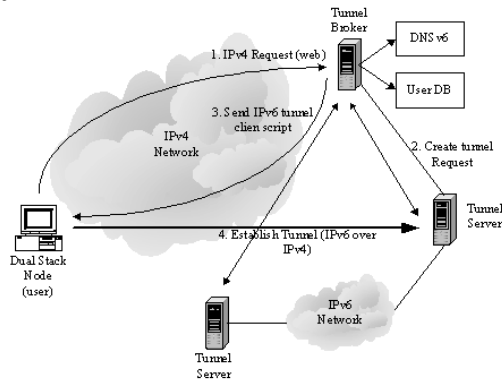 Tunnel
Broker
DNS v6
User DB
1. IPv4 Request (web)
3. Send IPv6 tunnel
clien script
IPv4
Network
2. Create tunnel
Request
Tunnel
Server
4. Establish Tunnel (IPv6 over
IPv4)
Dual Stack
Node
(user)
IPv6
Network
Tunnel
Server